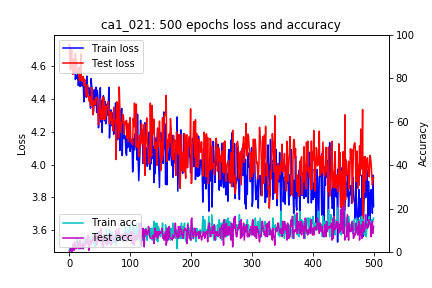 ca1_021: 500 epochs loss and accuracy
Train loss
Test loss
Train acc
Test acc
Loss
4.6
4.4
4.2
4.0
3.8
3.6
Accuracy
100
80
60
40
20
0
0 100 200 300 400 500